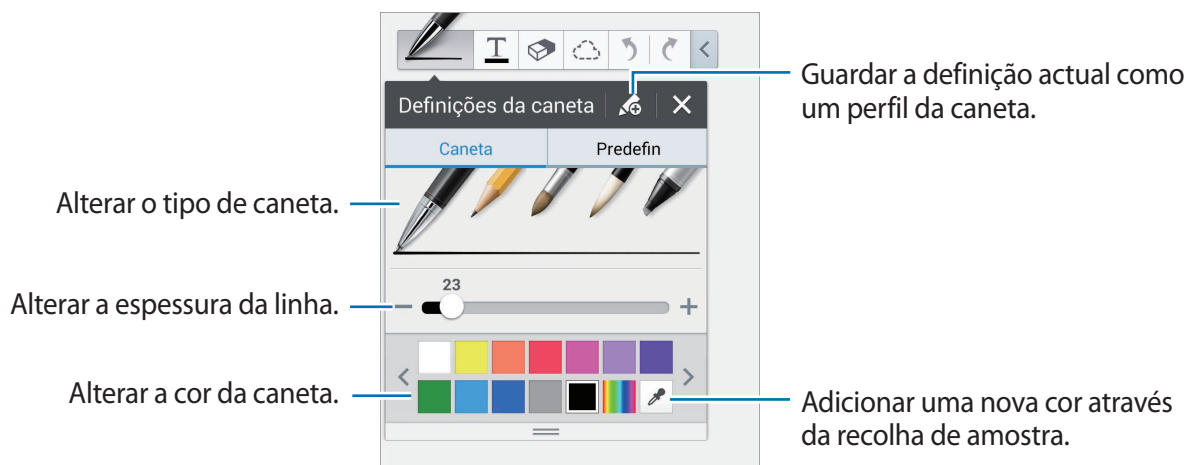 T
Guardar a definição actual como
um perfil da caneta.
Definições da caneta
Caneta
Predefin
Alterar o tipo de caneta.
23
Alterar a espessura da linha.
Alterar a cor da caneta.
Adicionar uma nova cor através
da recolha de amostra.